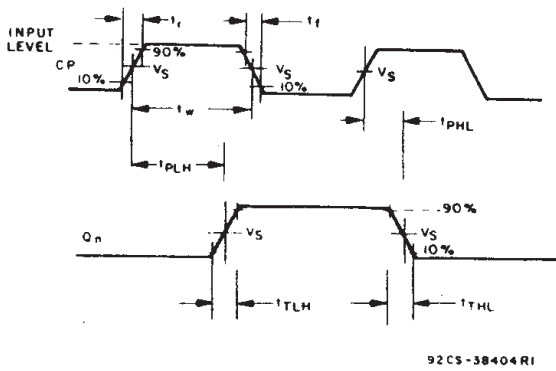 tr
tf
INPUT
LEVEL
90%
CP
VS
VS
VS
10%
10%
tw
tPHL
tPLH
90%
Qn
VS
VS
10%
tTLH
tTHL
92CS-38404R1